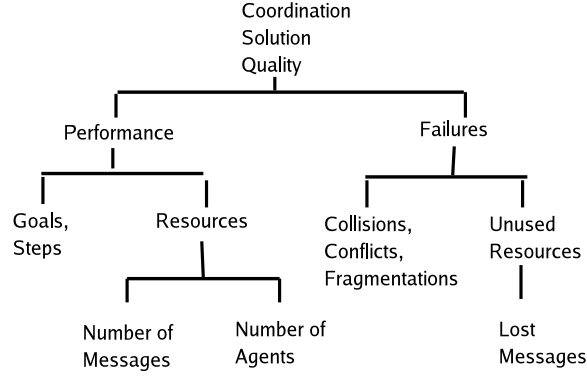 Coordination
Solution
Quality
Performance
Failures
Goals,
Steps
Resources
Collisions,
Conflicts,
Fragmentations
Unused
Resources
Number of
Messages
Number of
Agents
Lost
Messages